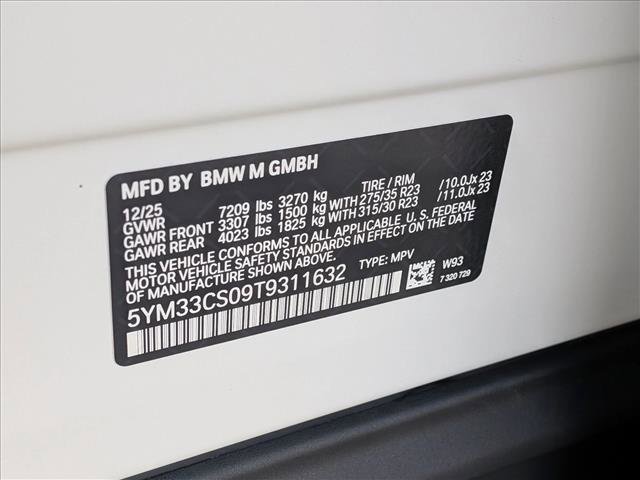 MFD BY BMW M GMBH
12/25 7209 lbs 3270 kg TIRE / RIM
GVWR
GAWR FRONT 3307 lbs 1500 kg 275/35 R23 /10.0Jx 23
GAWR REAR 4023 lbs 1825 kg 315/30 R23 /11.0Jx 23
THIS VEHICLE CONFORMS TO ALL APPLICABLE U. S. FEDERAL
MOTOR VEHICLE SAFETY STANDARDS IN EFFECT ON THE
DATE OF MANUFACTURE SHOWN ABOVE.
5YM33CS09T9311632 TYPE: MPV W93
7 320 729